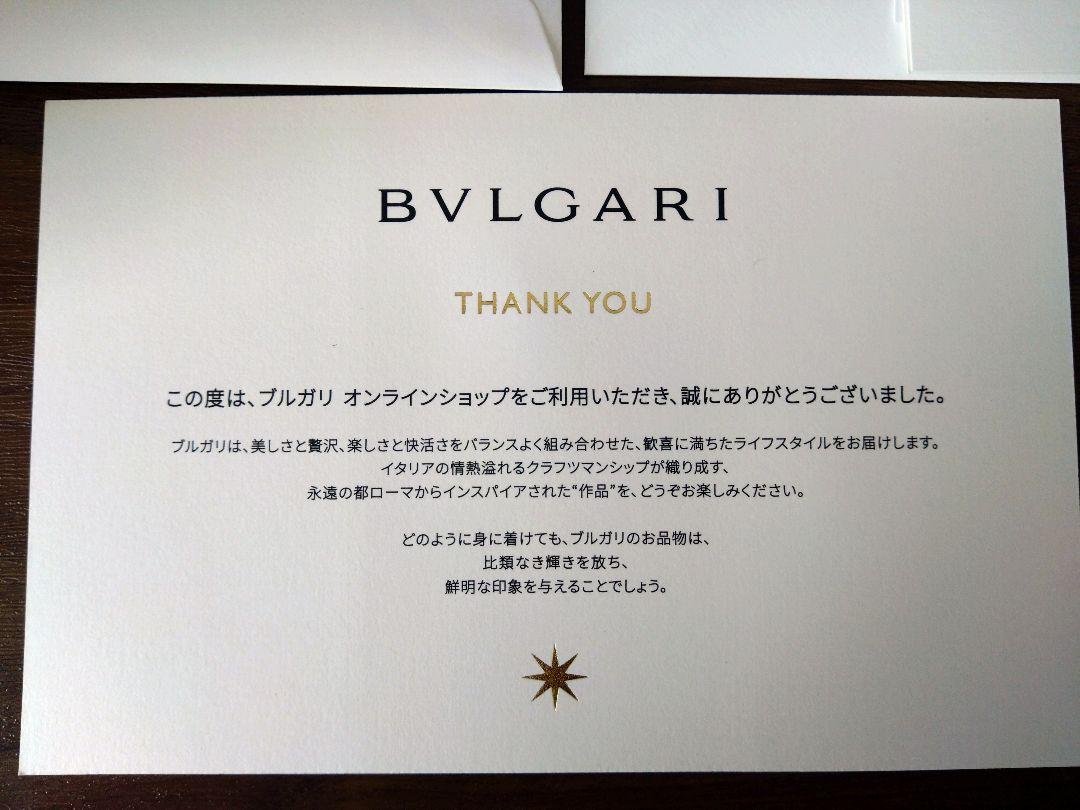 BVLGARI
THANK YOU
この度は、ブルガリ オンラインショップをご利用いただき、誠にありがとうございました。
ブルガリは、美しさと贅沢、楽しさと快活さをバランスよく組み合わせた、歓喜に満ちたライフスタイルをお届けします。
イタリアの情熱溢れるクラフツマンシップが織り成す、
永遠の都ローマからインスパイアされた“作品”を、どうぞお楽しみください。
どのように身に着けても、ブルガリのお品物は、
比類なき輝きを放ち、
鮮明な印象を与えることでしょう。